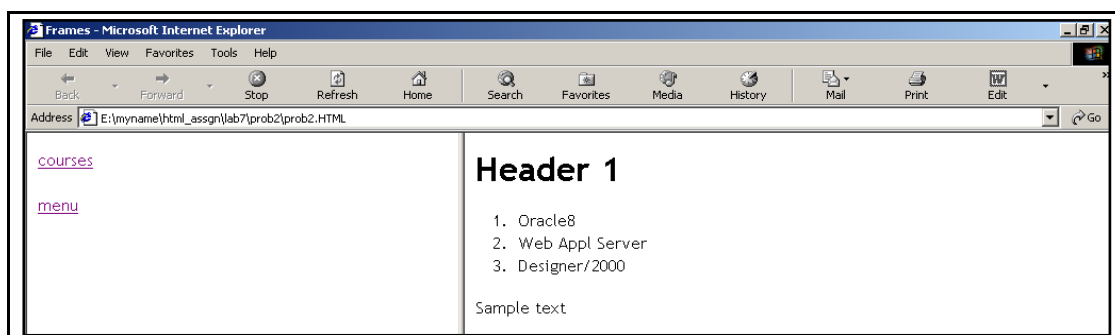 Frames - Microsoft Internet Explorer
File Edit View Favorites Tools Help
Back Forward Stop Refresh Home Search Favorites Media History Mail Print Edit »
Address E:\myname\html_assgn\lab7\prob2\prob2.HTML Go
courses
menu
Header 1
1. Oracle8
2. Web Appl Server
3. Designer/2000
Sample text